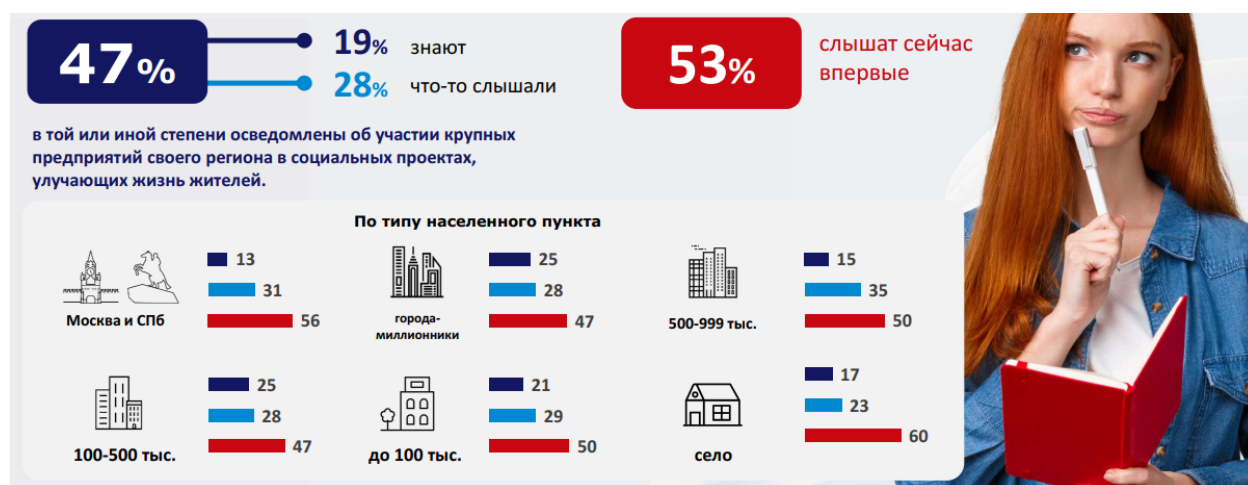 47%
19% знают
28% что-то слышали
53%
слышат сейчас
впервые
в той или иной степени осведомлены об участии крупных
предприятий своего региона в социальных проектах,
улучающих жизнь жителей.
По типу населенного пункта
13
31
56
Москва и СПб
25
28
47
города-
миллионники
15
35
50
500-999 тыс.
25
28
47
100-500 тыс.
21
29
50
до 100 тыс.
17
23
60
село